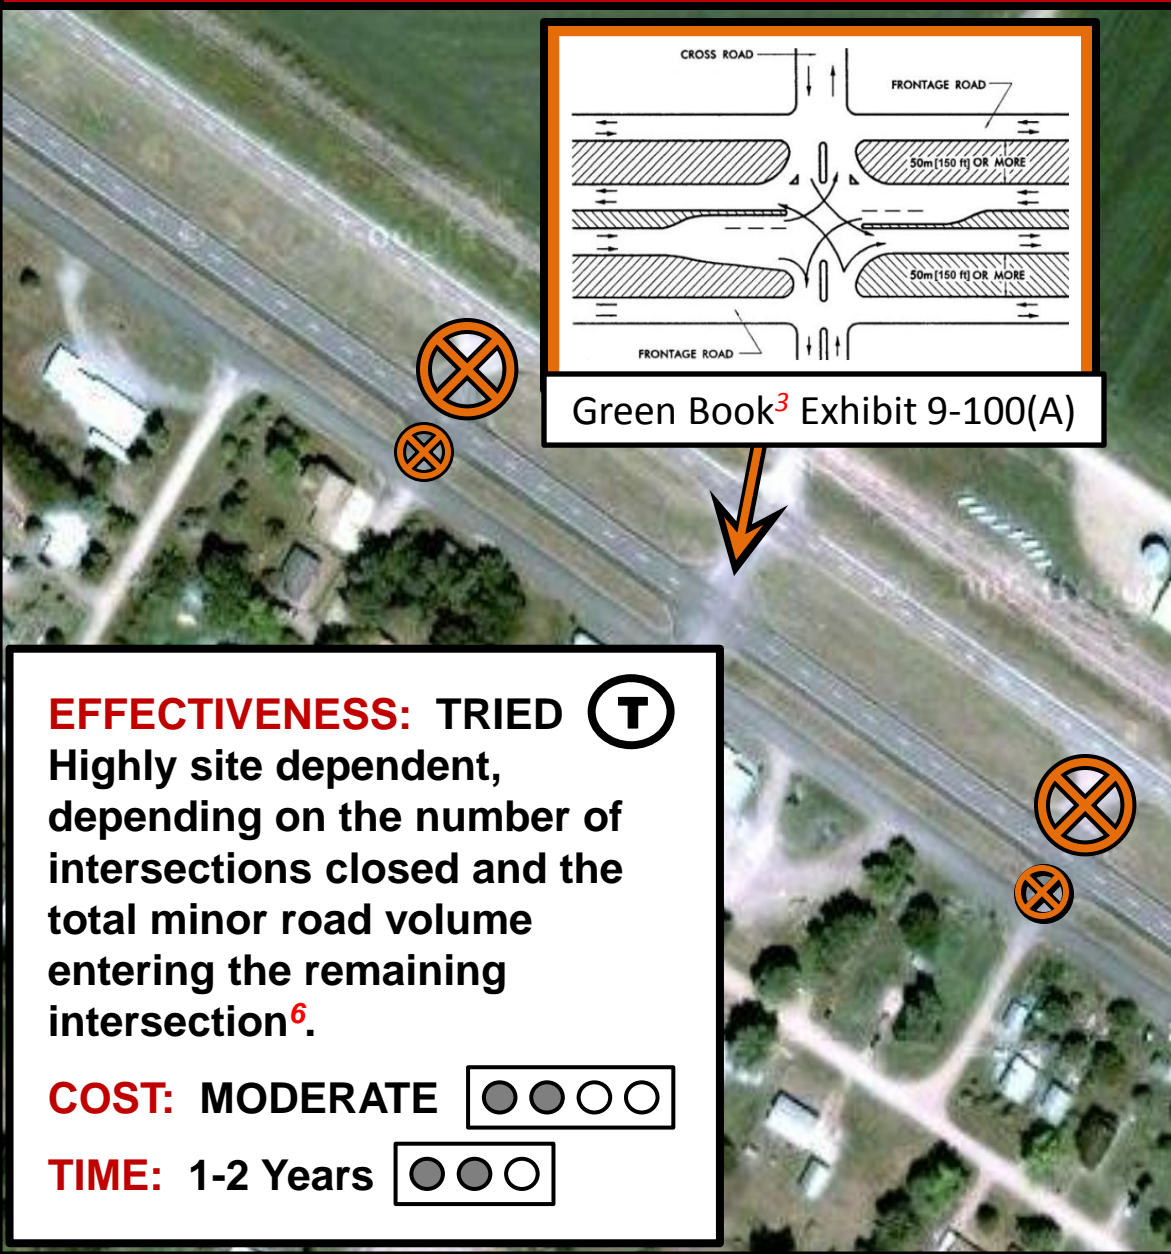 CROSS ROAD
FRONTAGE ROAD
50m [150 ft] OR MORE
50m [150 ft] OR MORE
FRONTAGE ROAD
Green Book³ Exhibit 9-100(A)
EFFECTIVENESS: TRIED T
Highly site dependent,
depending on the number of
intersections closed and the
total minor road volume
entering the remaining
intersection⁶.
COST: MODERATE
TIME: 1-2 Years